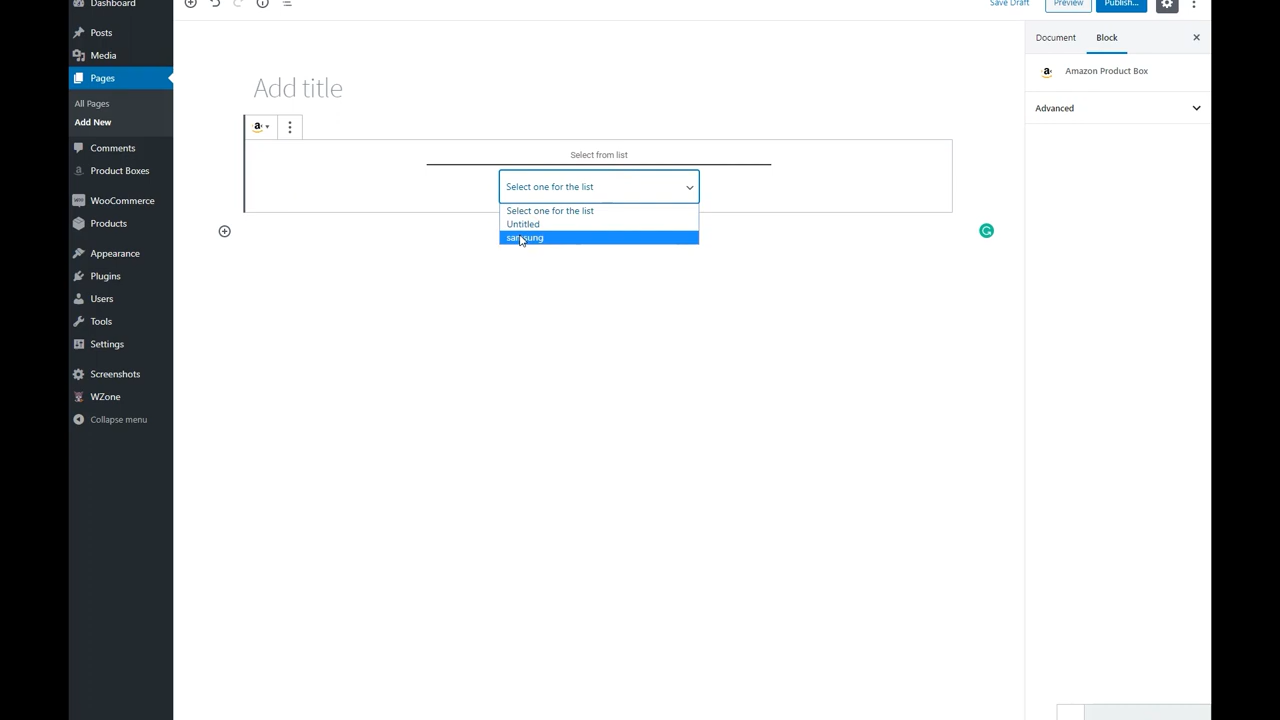 Dashboard
Posts
Media
Pages
All Pages
Add New
Comments
Product Boxes
WooCommerce
Products
Appearance
Plugins
Users
Tools
Settings
Screenshots
WZone
Collapse menu
Save Draft
Preview
Publish...
Add title
Select from list
Select one for the list
Select one for the list
Untitled
samsung
Document
Block
Amazon Product Box
Advanced